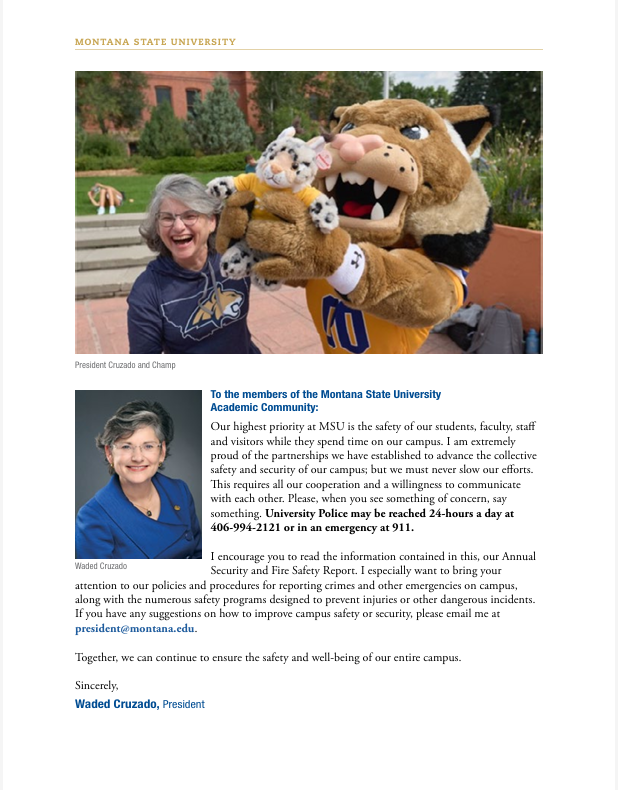 MONTANA STATE UNIVERSITY
President Cruzado and Champ
To the members of the Montana State University
Academic Community:
Our highest priority at MSU is the safety of our students, faculty, staff
and visitors while they spend time on our campus. I am extremely
proud of the partnerships we have established to advance the collective
safety and security of our campus; but we must never slow our efforts.
This requires all our cooperation and a willingness to communicate
with each other. Please, when you see something of concern, say
something. University Police may be reached 24-hours a day at
406-994-2121 or in an emergency at 911.
Waded Cruzado
I encourage you to read the information contained in this, our Annual
Security and Fire Safety Report. I especially want to bring your
attention to our policies and procedures for reporting crimes and other emergencies on campus,
along with the numerous safety programs designed to prevent injuries or other dangerous incidents.
If you have any suggestions on how to improve campus safety or security, please email me at
president@montana.edu.
Together, we can continue to ensure the safety and well-being of our entire campus.
Sincerely,
Waded Cruzado, President